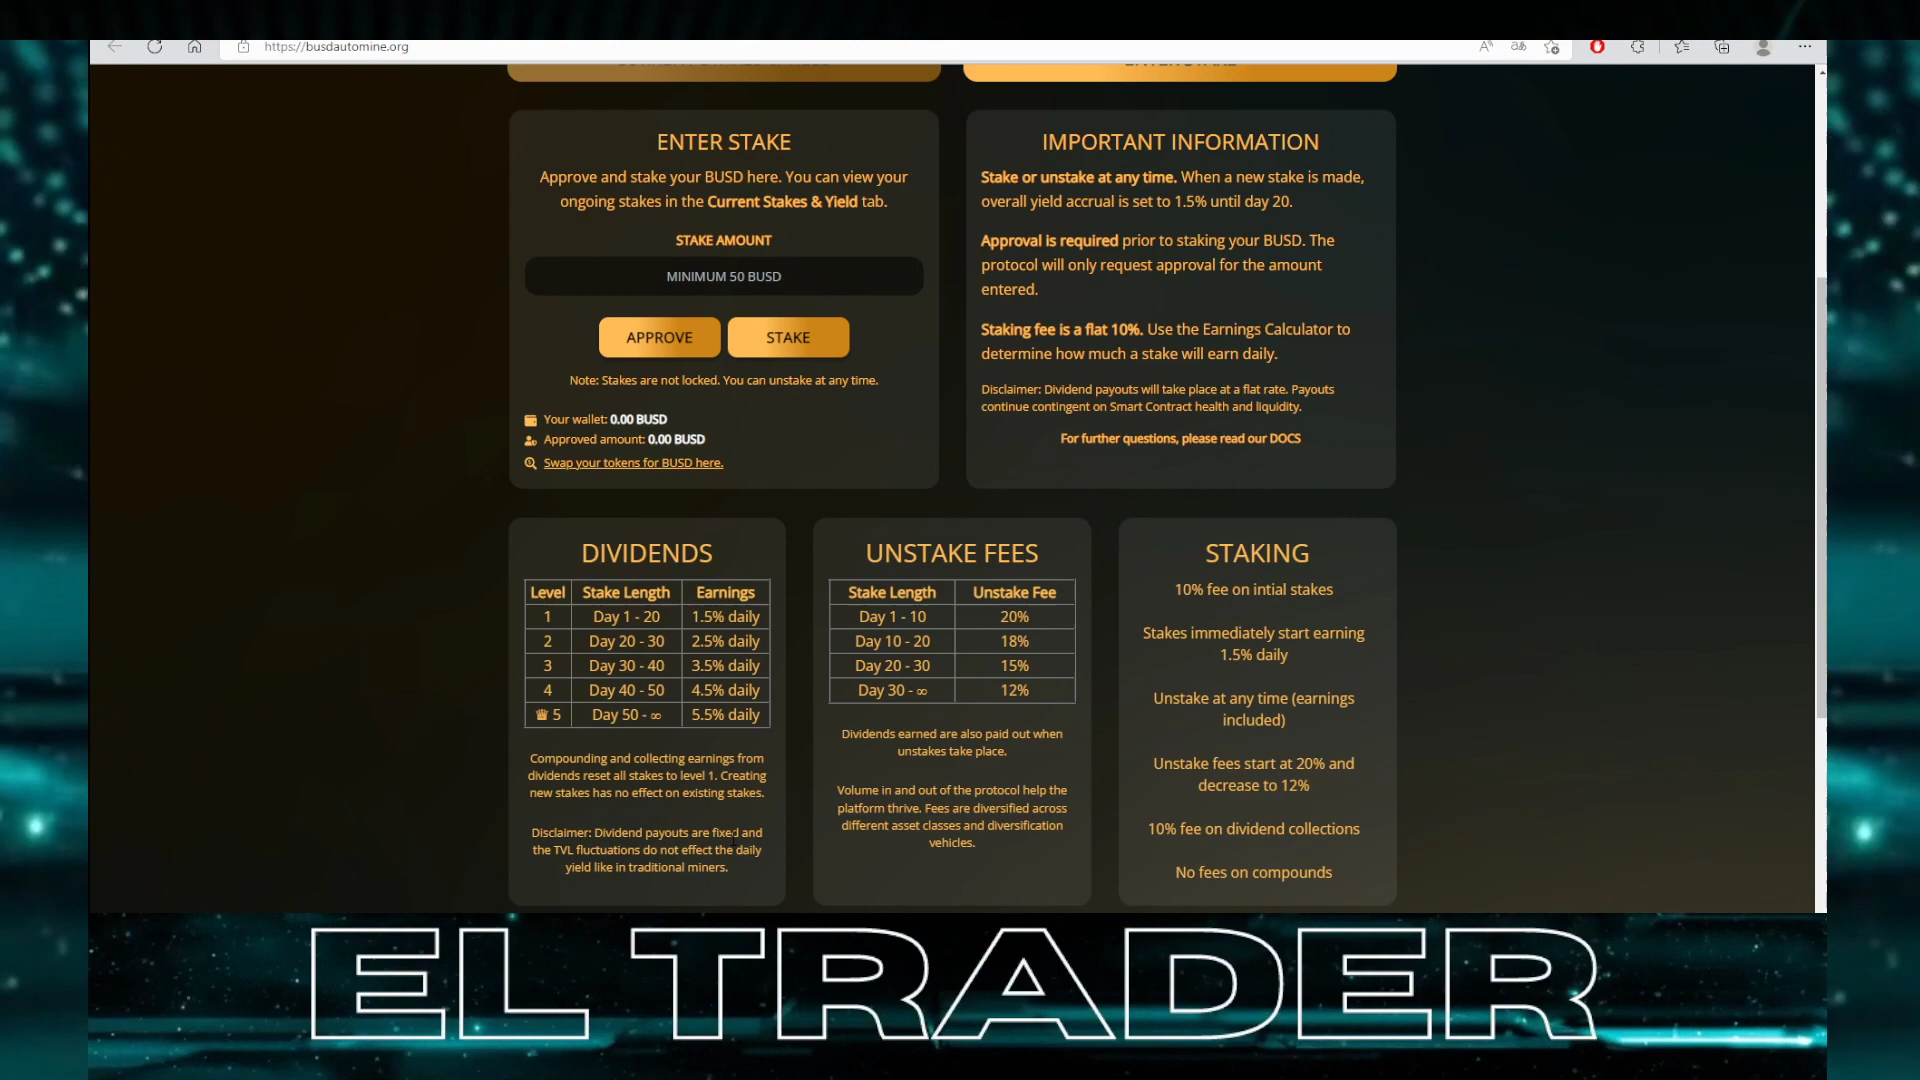 https://busdautomine.org
ENTER STAKE
Approve and stake your BUSD here. You can view your
ongoing stakes in the Current Stakes & Yield tab.
STAKE AMOUNT
MINIMUM 50 BUSD
APPROVE
STAKE
Note: Stakes are not locked. You can unstake at any time.
Your wallet: 0.00 BUSD
Approved amount: 0.00 BUSD
Swap your tokens for BUSD here.
IMPORTANT INFORMATION
Stake or unstake at any time. When a new stake is made,
overall yield accrual is set to 1.5% until day 20.
Approval is required prior to staking your BUSD. The
protocol will only request approval for the amount
entered.
Staking fee is a flat 10%. Use the Earnings Calculator to
determine how much a stake will earn daily.
Disclaimer: Dividend payouts will take place at a flat rate. Payouts
continue contingent on Smart Contract health and liquidity.
For further questions, please read our DOCS
DIVIDENDS
Level Stake Length Earnings
1 Day 1 - 20 1.5% daily
2 Day 20 - 30 2.5% daily
3 Day 30 - 40 3.5% daily
4 Day 40 - 50 4.5% daily
5 Day 50 - ∞ 5.5% daily
Compounding and collecting earnings from
dividends reset all stakes to level 1. Creating
new stakes has no effect on existing stakes.
Disclaimer: Dividend payouts are fixed and
the TVL fluctuations do not effect the daily
yield like in traditional miners.
UNSTAKE FEES
Stake Length Unstake Fee
Day 1 - 10 20%
Day 10 - 20 18%
Day 20 - 30 15%
Day 30 - ∞ 12%
Dividends earned are also paid out when
unstakes take place.
Volume in and out of the protocol help the
platform thrive. Fees are diversified across
different asset classes and diversification
vehicles.
STAKING
10% fee on intial stakes
Stakes immediately start earning
1.5% daily
Unstake at any time (earnings
included)
Unstake fees start at 20% and
decrease to 12%
10% fee on dividend collections
No fees on compounds
EL TRADER